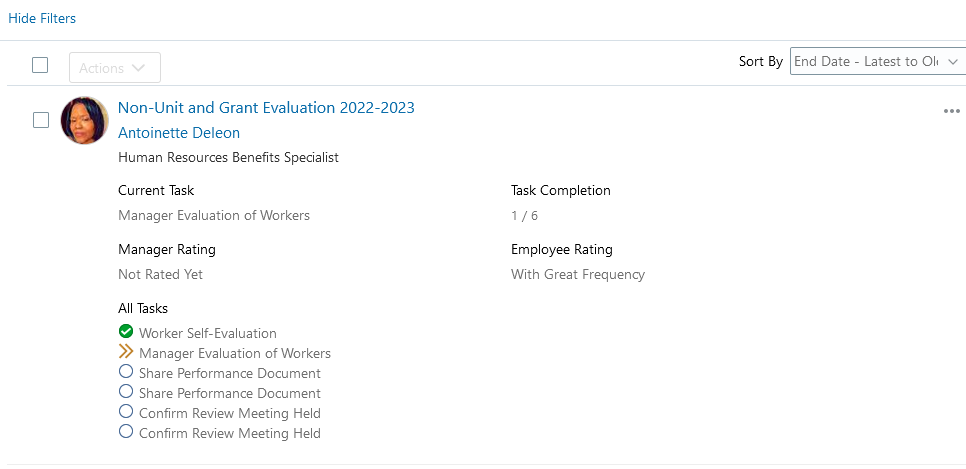 Hide Filters
Actions
Sort By End Date - Latest to Ol
Non-Unit and Grant Evaluation 2022-2023
Antoinette Deleon
Human Resources Benefits Specialist
Current Task
Task Completion
Manager Evaluation of Workers
1 / 6
Manager Rating
Employee Rating
Not Rated Yet
With Great Frequency
All Tasks
Worker Self-Evaluation
Manager Evaluation of Workers
Share Performance Document
Share Performance Document
Confirm Review Meeting Held
Confirm Review Meeting Held